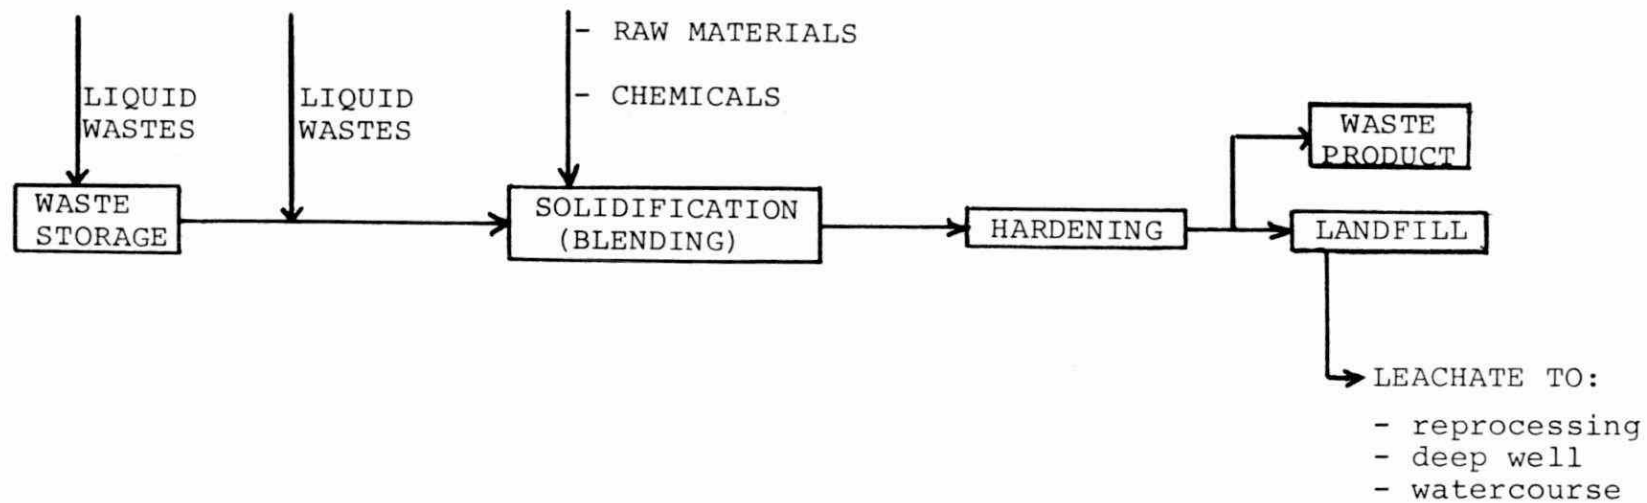 - RAW MATERIALS
- CHEMICALS
LIQUID
WASTES
LIQUID
WASTES
WASTE
PRODUCT
WASTE
STORAGE
SOLIDIFICATION
(BLENDING)
HARDENING
LANDFILL
LEACHATE TO:
- reprocessing
- deep well
- watercourse